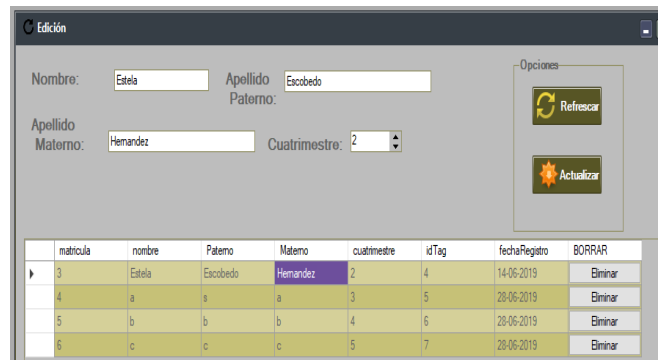 Edición
Nombre: Estela Apellido Paterno: Escobedo
Apellido Materno: Hernandez Cuatrimestre: 2
Opciones
Refrescar
Actualizar
matricula nombre Paterno Materno cuatrimestre idTag fechaRegistro BORRAR
3 Estela Escobedo Hernandez 2 4 14-06-2019 Eliminar
4 a s a 3 5 28-06-2019 Eliminar
5 b b b 4 6 28-06-2019 Eliminar
6 c c c 5 7 28-06-2019 Eliminar